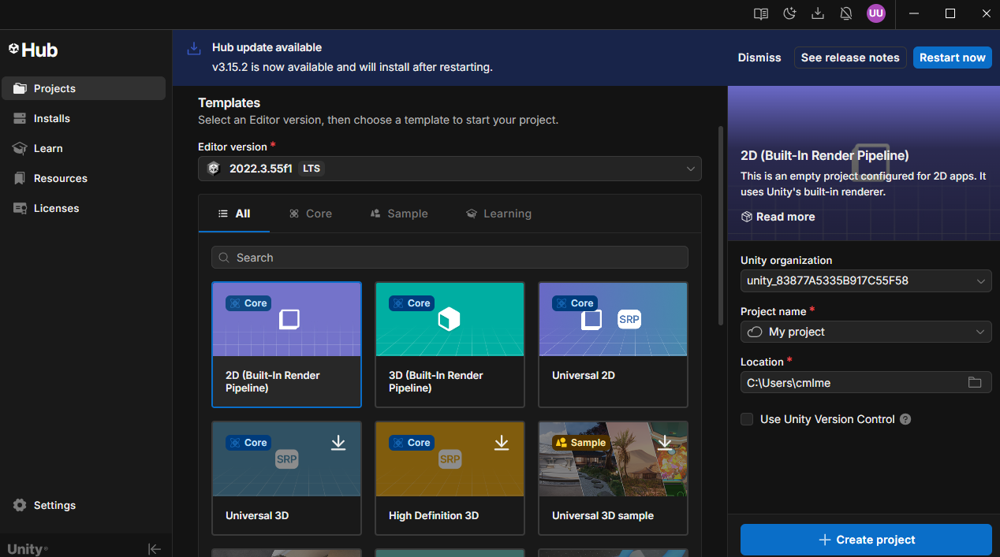 UU
Hub
Projects
Installs
Learn
Resources
Licenses
Settings
Unity®
Hub update available
v3.15.2 is now available and will install after restarting.
Dismiss
See release notes
Restart now
Templates
Select an Editor version, then choose a template to start your project.
Editor version *
2022.3.55f1 LTS
All
Core
Sample
Learning
Search
Core
2D (Built-In Render
Pipeline)
Core
3D (Built-In Render
Pipeline)
Core
SRP
Universal 2D
Core
SRP
Universal 3D
Core
SRP
High Definition 3D
Sample
Universal 3D sample
2D (Built-In Render Pipeline)
This is an empty project configured for 2D apps. It
uses Unity's built-in renderer.
Read more
Unity organization
unity_83877A5335B917C55F58
Project name *
My project
Location *
C:\Users\cmlme
Use Unity Version Control ?
+ Create project